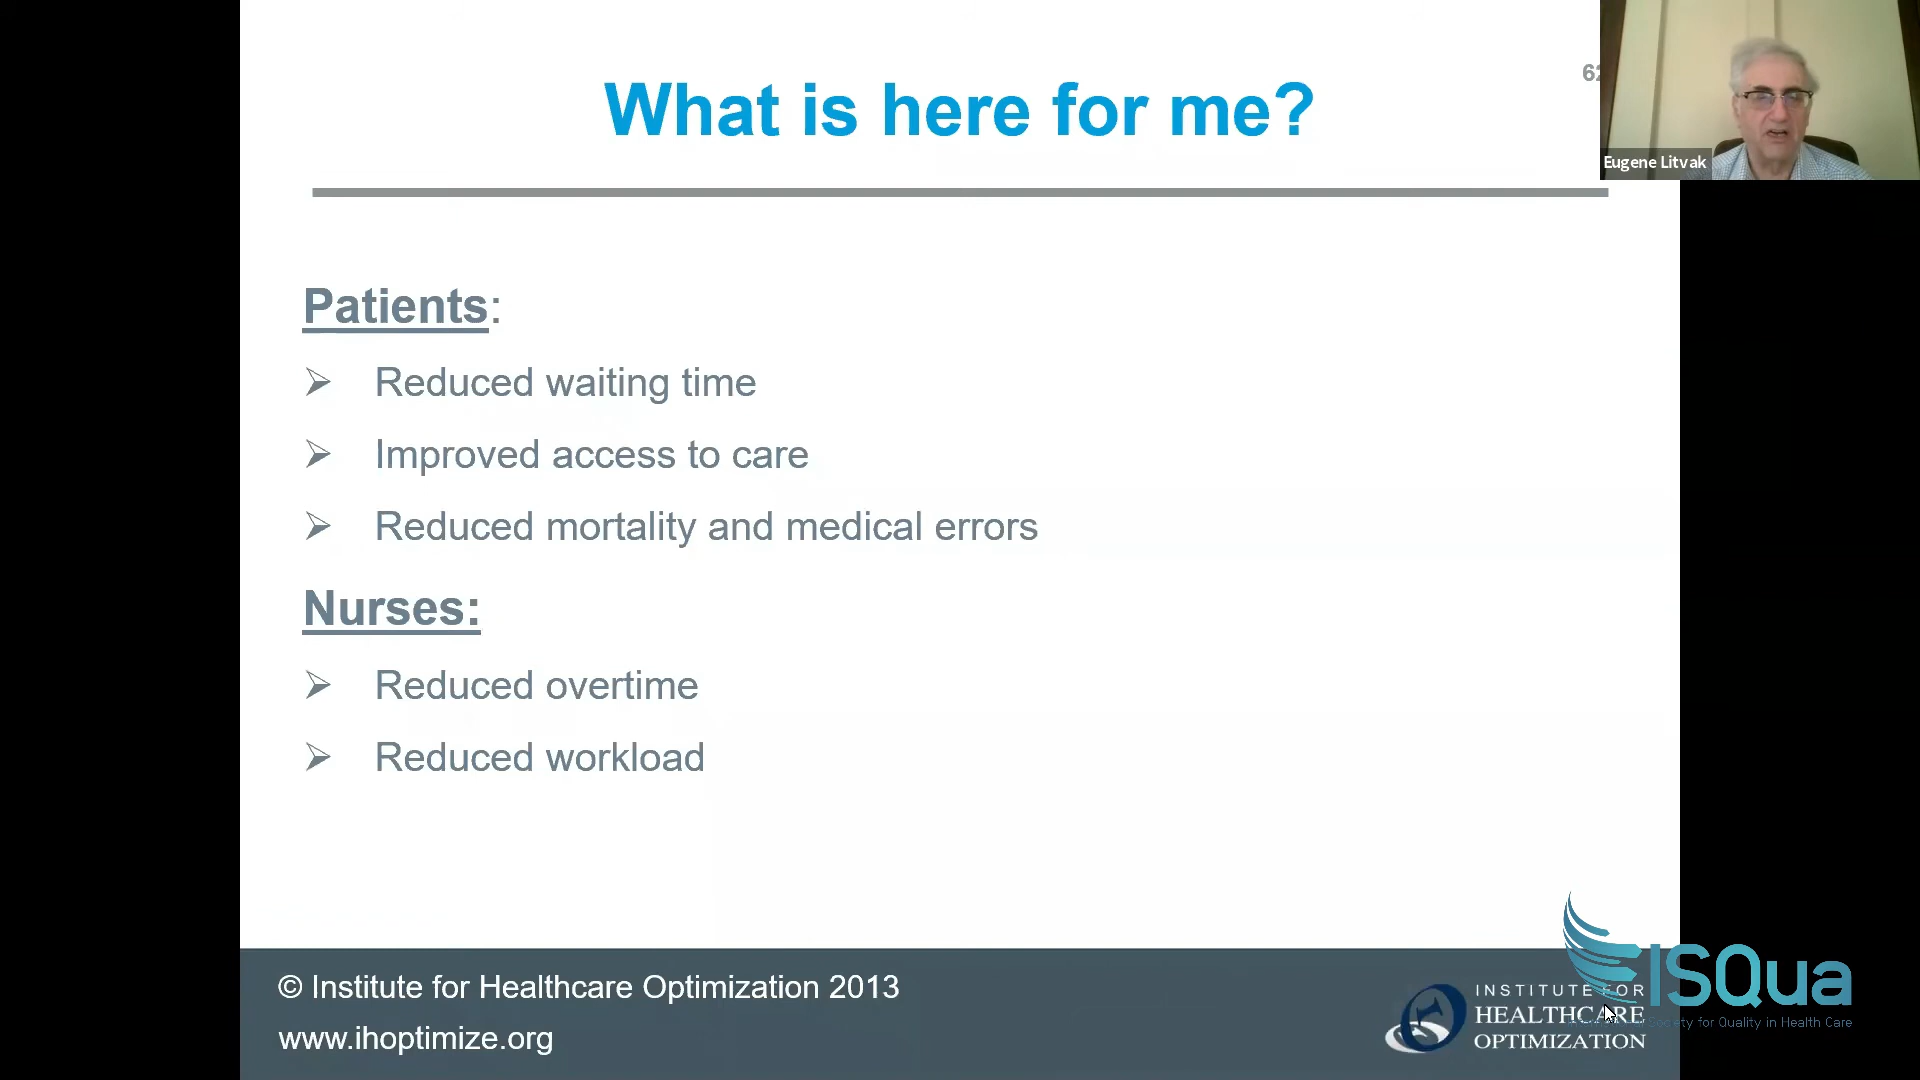 What is here for me?
Eugene Litvak
Patients:
Reduced waiting time
Improved access to care
Reduced mortality and medical errors
Nurses:
Reduced overtime
Reduced workload
© Institute for Healthcare Optimization 2013
www.ihoptimize.org
INSTITUTE FOR
HEALTHCARE
OPTIMIZATION
ISQua
Society for Quality in Health Care